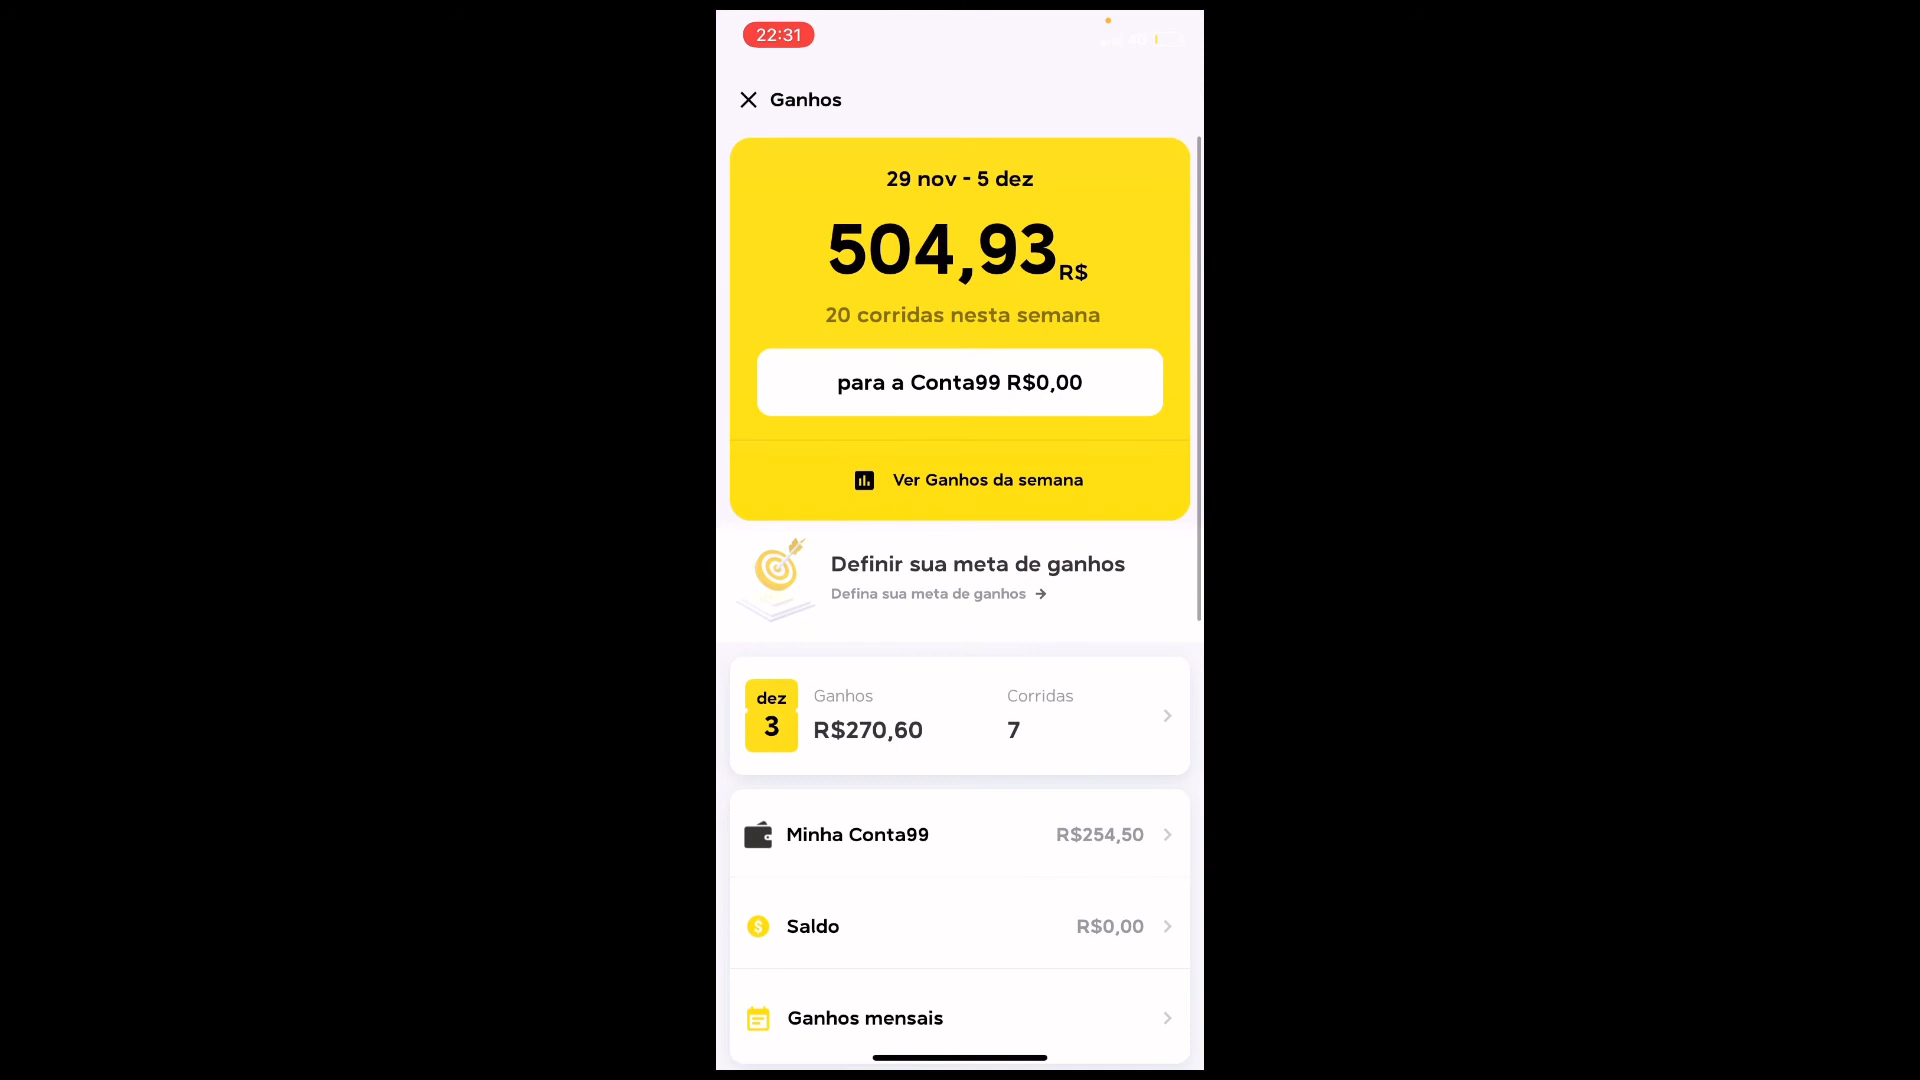 22:31
Ganhos
29 nov - 5 dez
504,93 R$
20 corridas nesta semana
para a Conta99 R$0,00
Ver Ganhos da semana
Definir sua meta de ganhos
Defina sua meta de ganhos →
dez
3
Ganhos
R$270,60
Corridas
7
Minha Conta99 R$254,50
Saldo R$0,00
Ganhos mensais